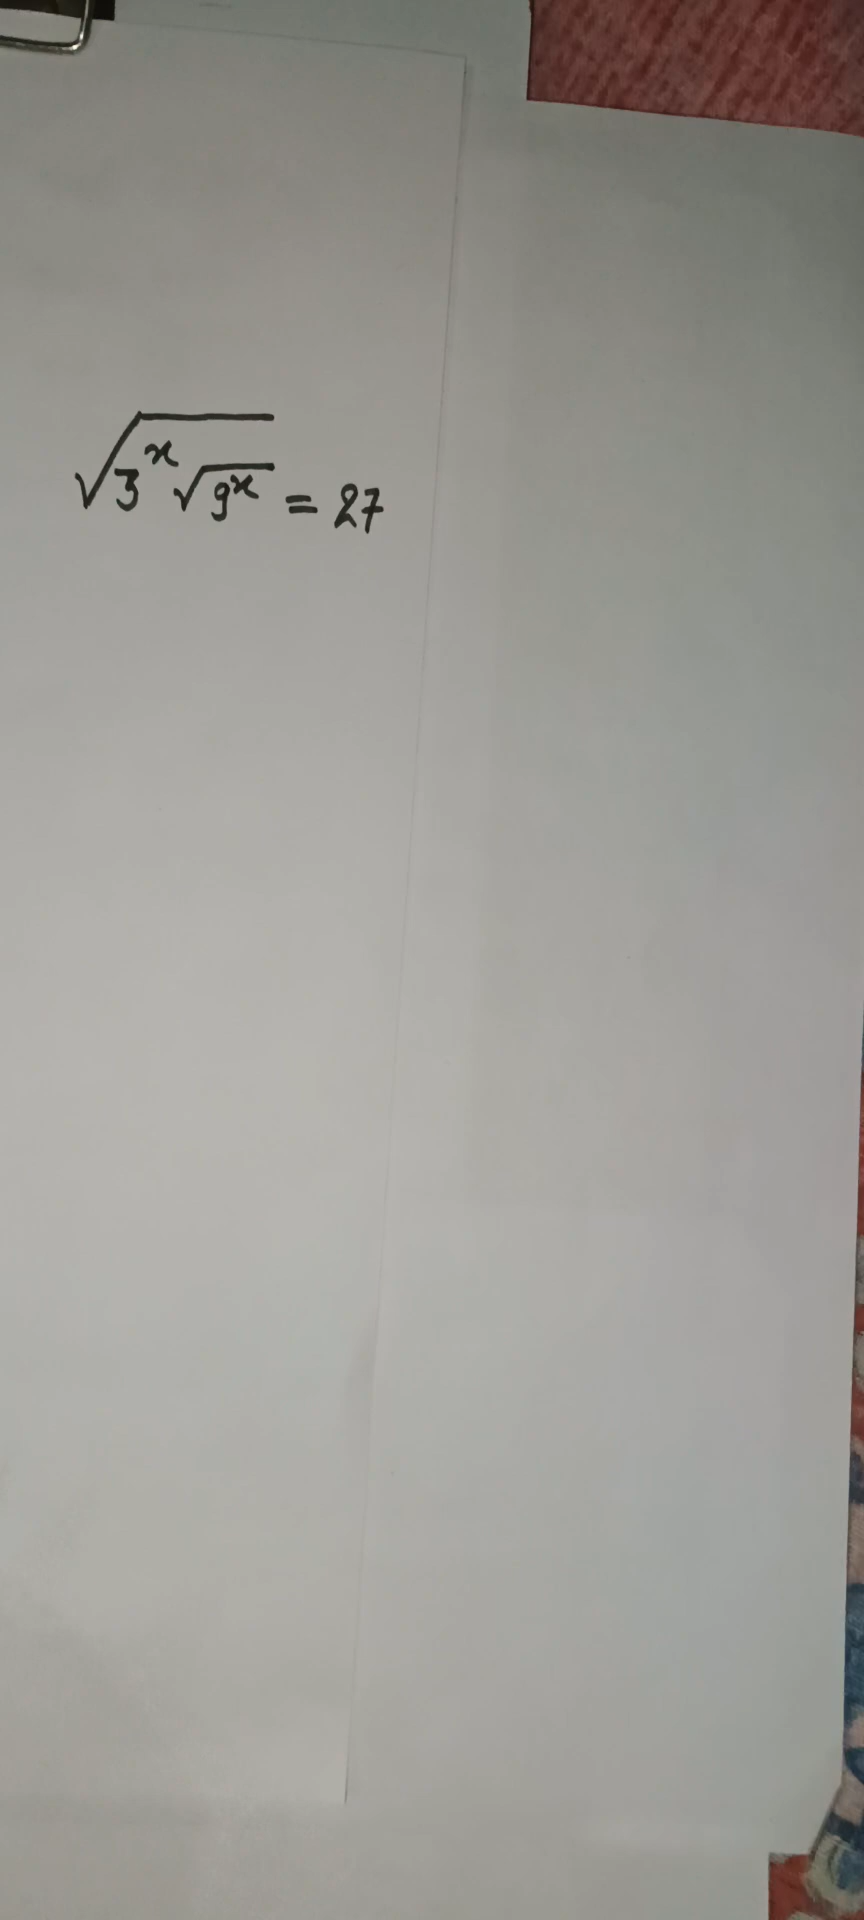 √(3^x √(9^x)) = 27